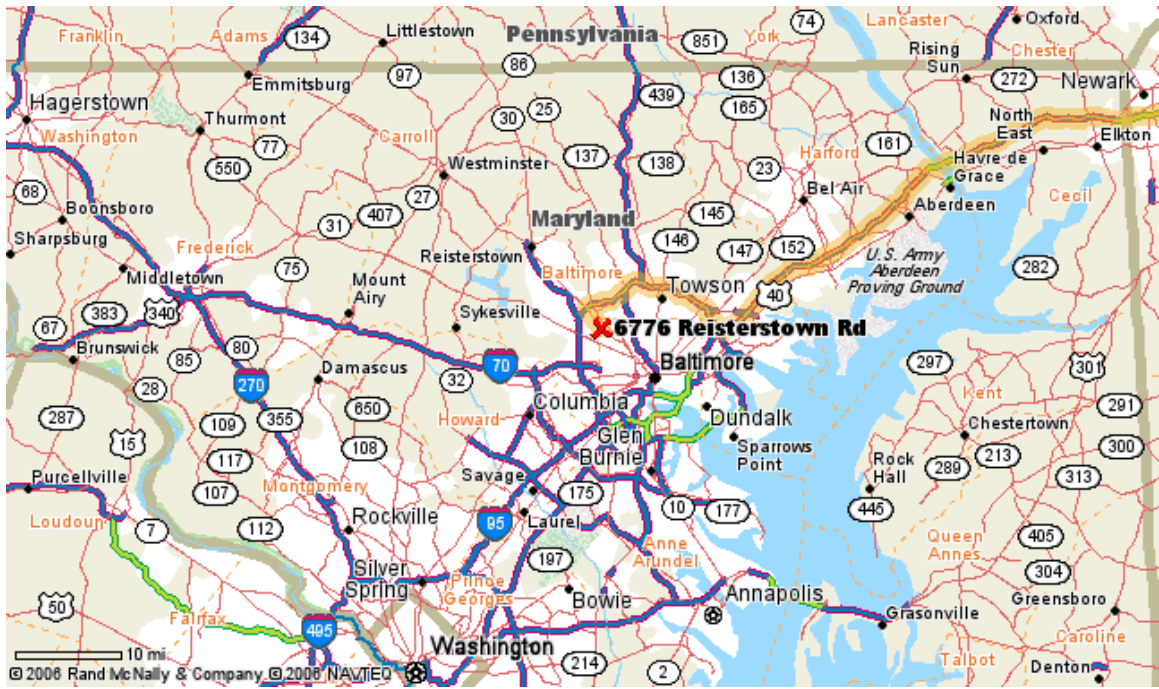 74
Lancaster
Oxford
Franklin
Adams
134
Littlestown
Pennsylvania
851
York
Rising
Sun
Chester
97
86
136
272
Newark
Emmitsburg
439
165
Hagerstown
Washington
Thurmont
30
25
North
East
Carroll
77
550
137
138
161
Elkton
Westminster
23
Harford
Havre de
Grace
68
27
Bel Air
Cecil
Boonsboro
407
31
Maryland
145
Aberdeen
Sharpsburg
Frederick
Reisterstown
146
147
152
U.S. Army
Aberdeen
Proving Ground
282
Middletown
75
Baltimore
Mount
Airy
Towson
40
383
340
67
Sykesville
6776 Reisterstown Rd
Brunswick
85
80
70
Baltimore
297
301
28
270
Damascus
32
Kent
287
109
355
650
Howard
Columbia
Dundalk
291
15
108
Glen
Burnie
Chestertown
117
Sparrows
Point
300
Purcellville
107
Montgomery
Savage
Rock
Hall
289
213
313
175
10
177
445
Loudoun
7
112
Rockville
95
Laurel
405
Queen
Annes
197
Anne
Arundel
Silver
Spring
Prince
Georges
304
50
Bowie
Annapolis
Greensboro
Fairfax
Grasonville
495
Caroline
Washington
Talbot
10 mi
214
2
Denton
© 2006 Rand McNally & Company © 2006 NAVTEQ